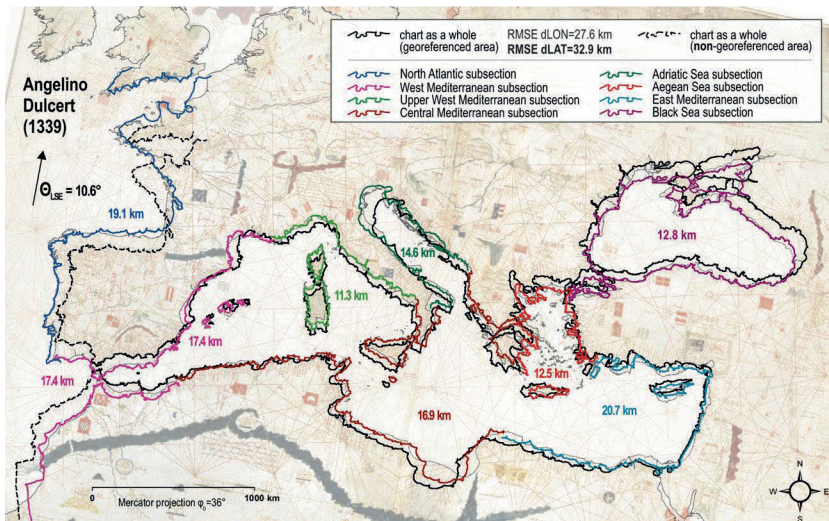 Angelino
Dulcert
(1339)
Θ LSE = 10.6°
chart as a whole
(georeferenced area)
RMSE dLON=27.6 km
RMSE dLAT=32.9 km
chart as a whole
(non-georeferenced area)
North Atlantic subsection
West Mediterranean subsection
Upper West Mediterranean subsection
Central Mediterranean subsection
Adriatic Sea subsection
Aegean Sea subsection
East Mediterranean subsection
Black Sea subsection
19.1 km
12.8 km
14.6 km
11.3 km
17.4 km
17.4 km
12.5 km
16.9 km
20.7 km
0
1000 km
Mercator projection φ₀=36°
N
W
E
S